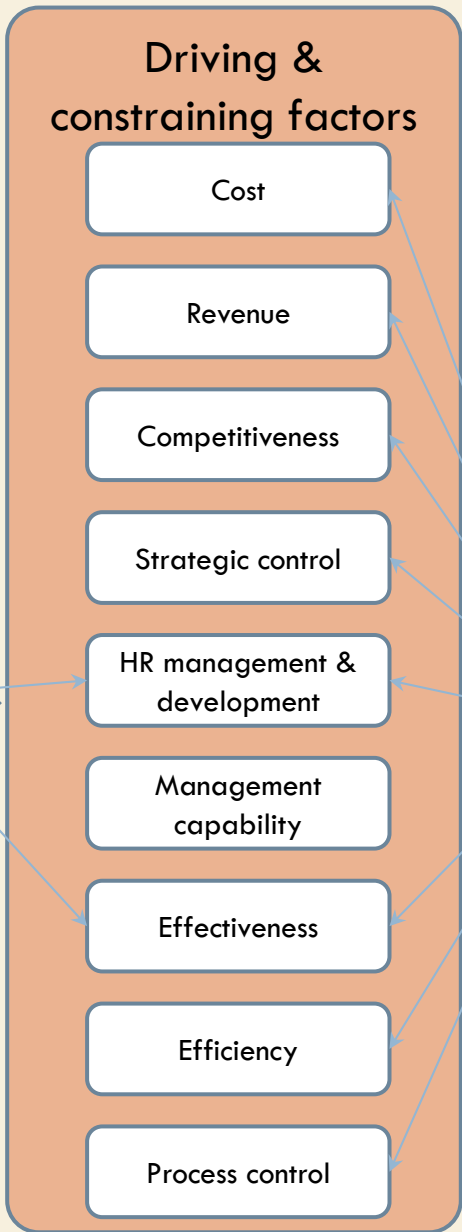 Driving &
constraining factors
Cost
Revenue
Competitiveness
Strategic control
HR management &
development
Management
capability
Effectiveness
Efficiency
Process control